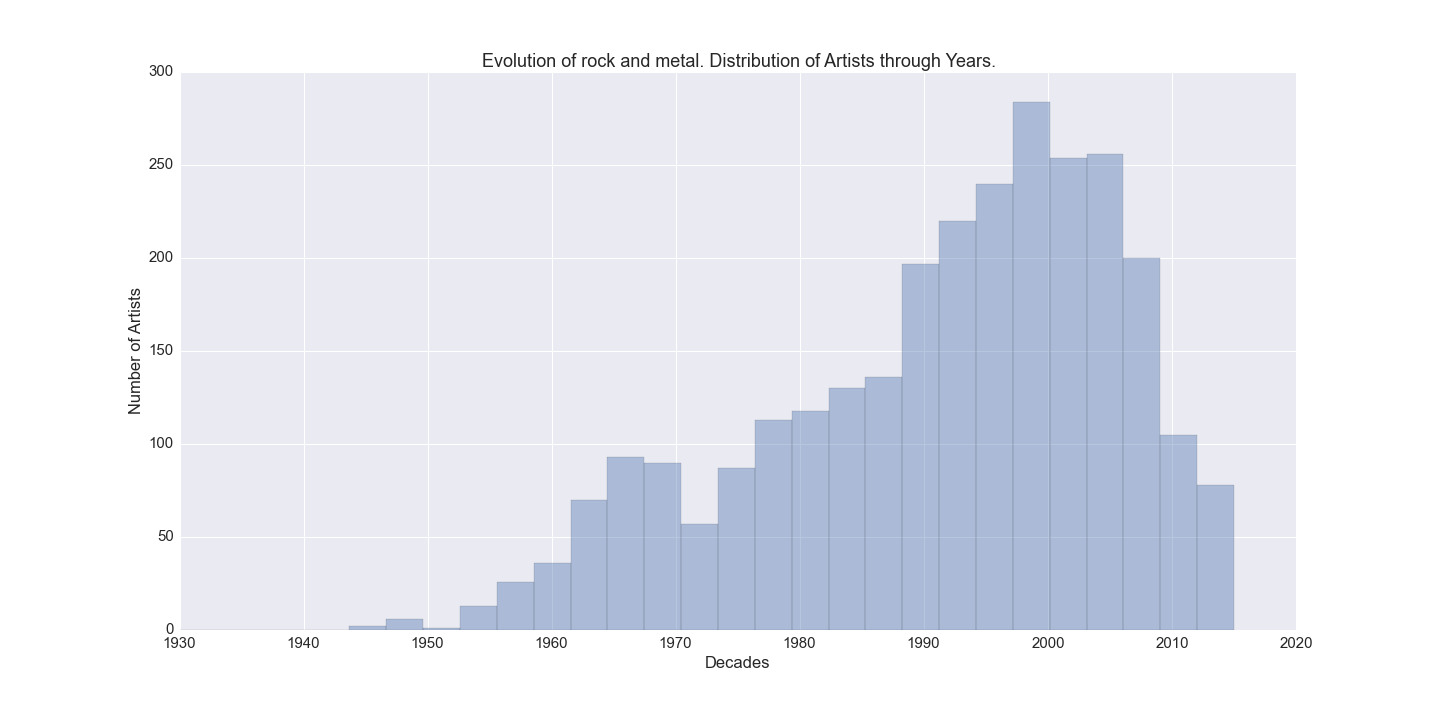 Evolution of rock and metal. Distribution of Artists through Years.
300
250
200
150
100
50
0
Number of Artists
1930 1940 1950 1960 1970 1980 1990 2000 2010 2020
Decades